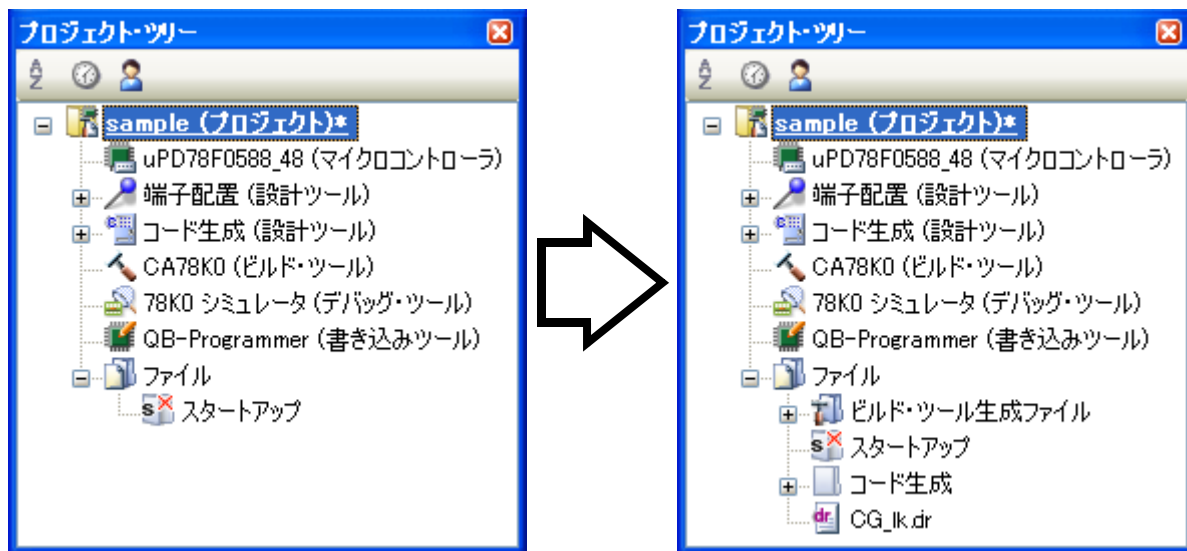 プロジェクト・ツリー
sample (プロジェクト)*
uPD78F0588_48 (マイクロコントローラ)
端子配置 (設計ツール)
コード生成 (設計ツール)
CA78K0 (ビルド・ツール)
78K0 シミュレータ (デバッグ・ツール)
QB-Programmer (書き込みツール)
ファイル
スタートアップ
プロジェクト・ツリー
sample (プロジェクト)*
uPD78F0588_48 (マイクロコントローラ)
端子配置 (設計ツール)
コード生成 (設計ツール)
CA78K0 (ビルド・ツール)
78K0 シミュレータ (デバッグ・ツール)
QB-Programmer (書き込みツール)
ファイル
ビルド・ツール生成ファイル
スタートアップ
コード生成
CG_lk.dr